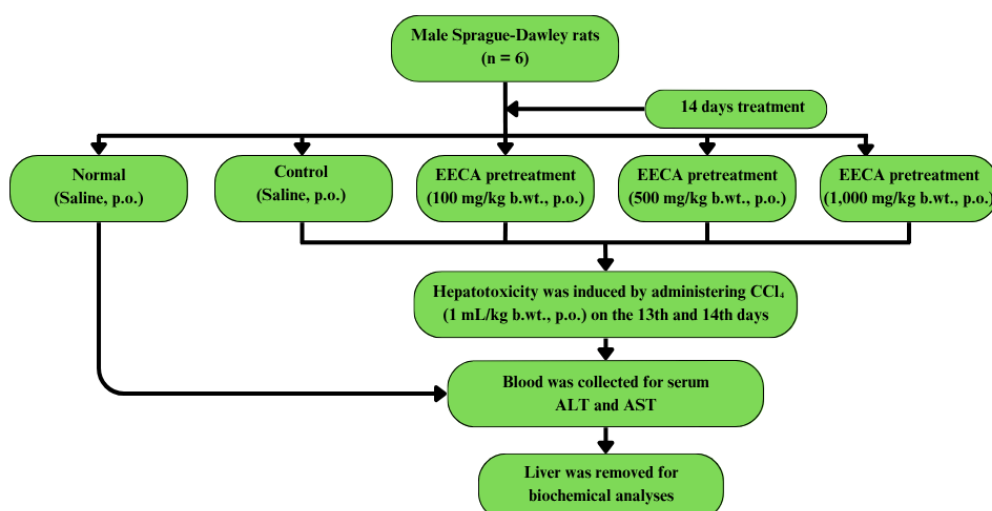 Male Sprague-Dawley rats
(n = 6)
14 days treatment
Normal
(Saline, p.o.)
Control
(Saline, p.o.)
EECA pretreatment
(100 mg/kg b.wt., p.o.)
EECA pretreatment
(500 mg/kg b.wt., p.o.)
EECA pretreatment
(1,000 mg/kg b.wt., p.o.)
Hepatotoxicity was induced by administering CCl₄
(1 mL/kg b.wt., p.o.) on the 13th and 14th days
Blood was collected for serum
ALT and AST
Liver was removed for
biochemical analyses